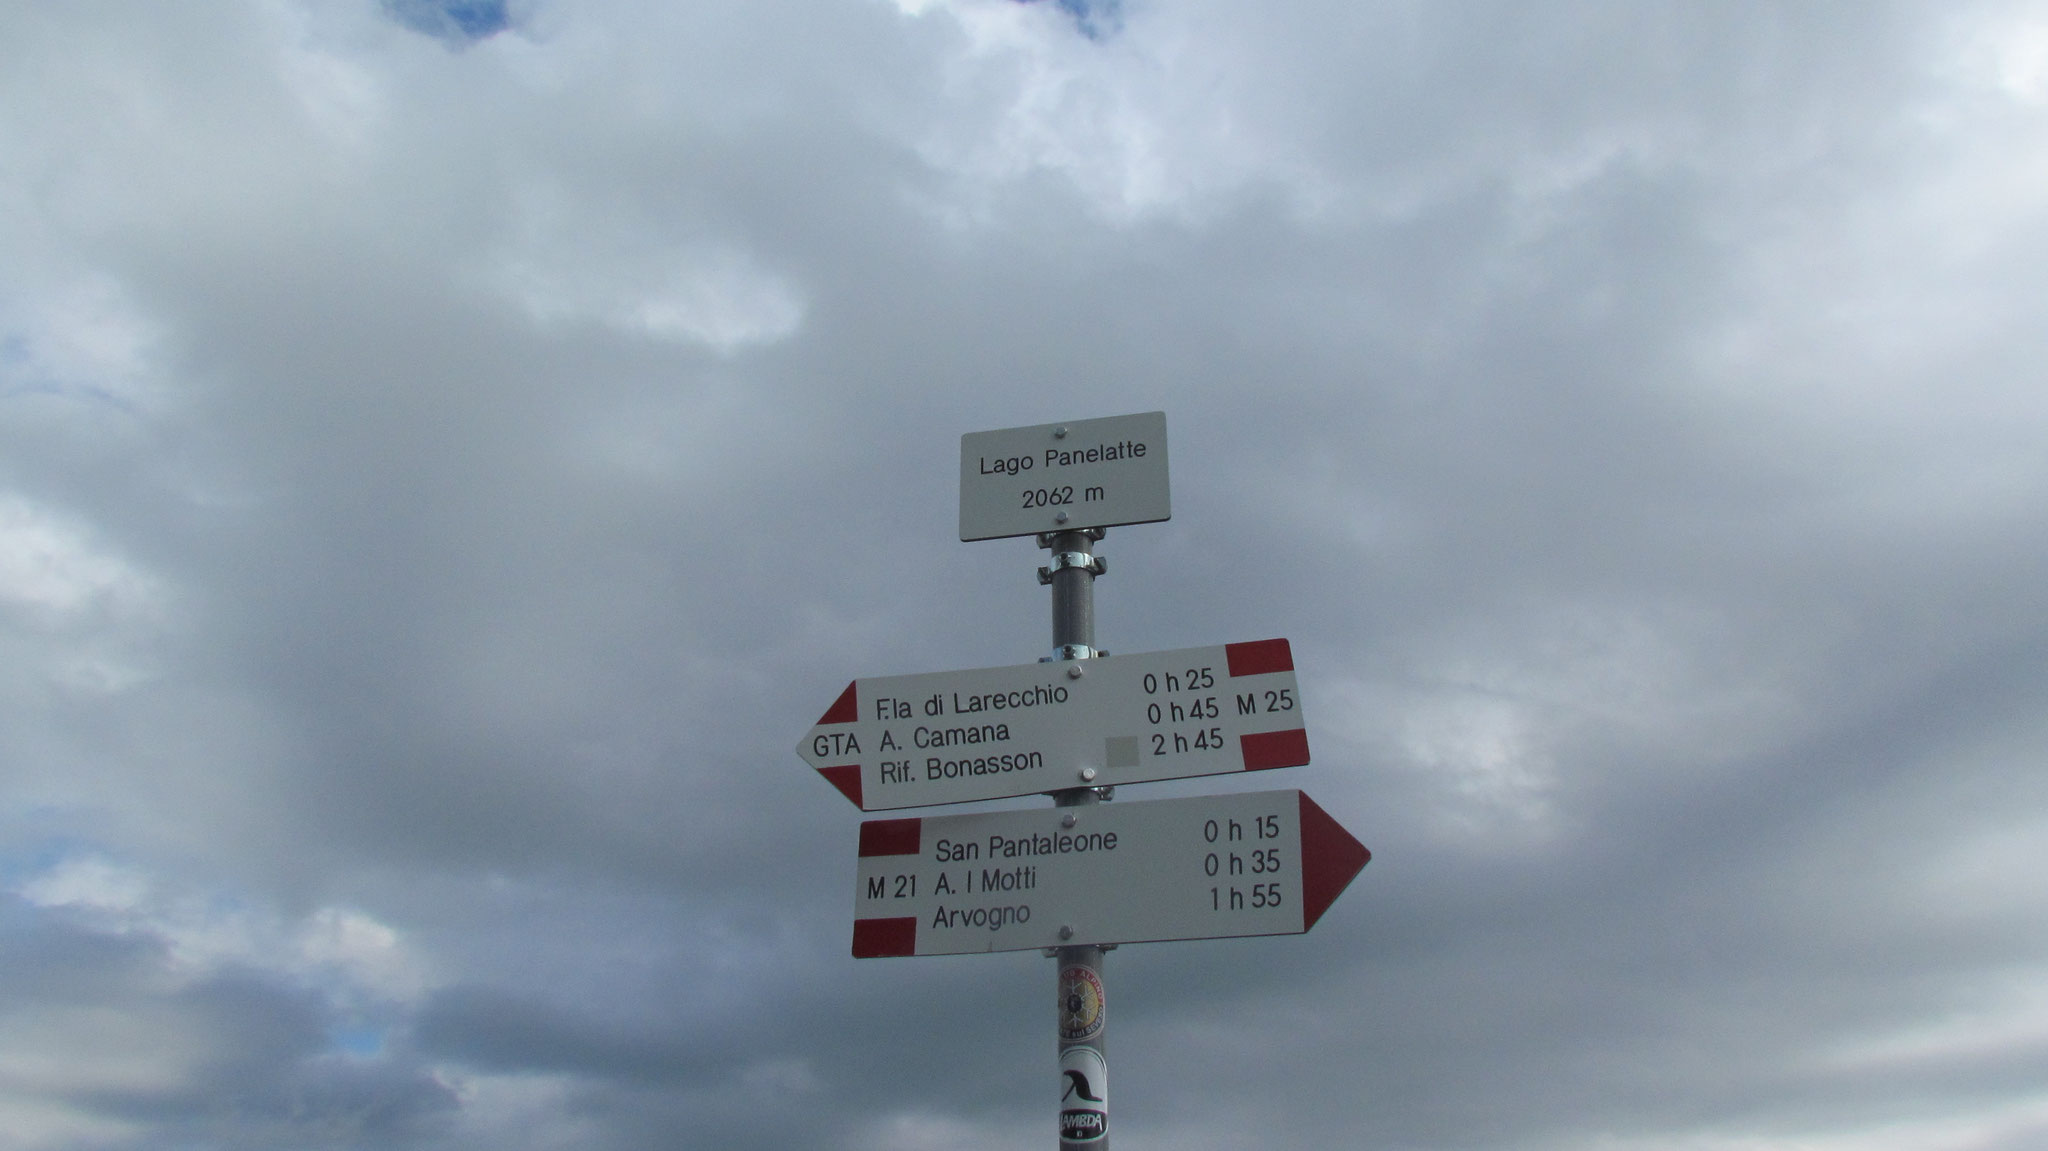 Lago Panelatte
2062 m
F.la di Larecchio 0 h 25
GTA A. Camana 0 h 45 M 25
Rif. Bonasson 2 h 45
San Pantaleone 0 h 15
M 21 A. I Motti 0 h 35
Arvogno 1 h 55
LAMBDA